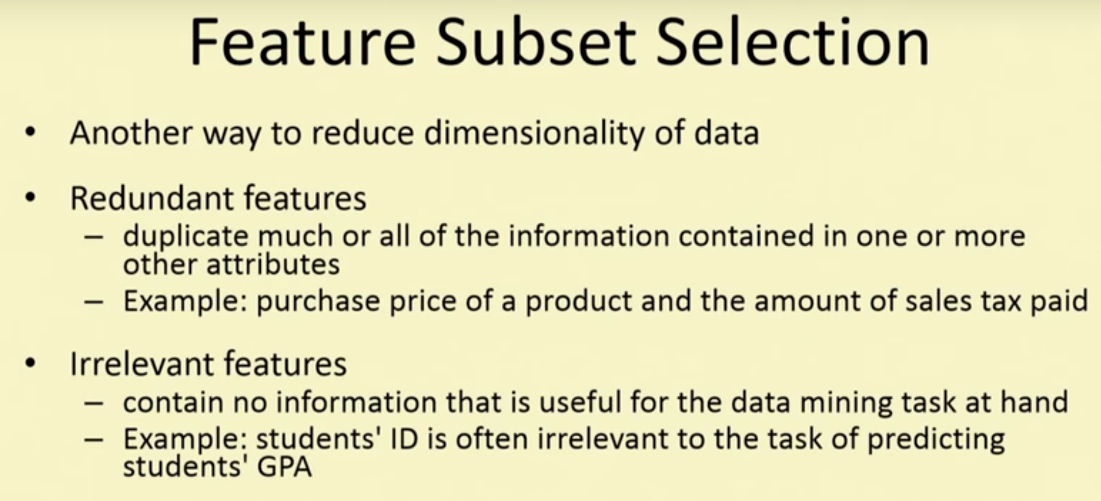 Feature Subset Selection
• Another way to reduce dimensionality of data
• Redundant features
– duplicate much or all of the information contained in one or more
other attributes
– Example: purchase price of a product and the amount of sales tax paid
• Irrelevant features
– contain no information that is useful for the data mining task at hand
– Example: students' ID is often irrelevant to the task of predicting
students' GPA